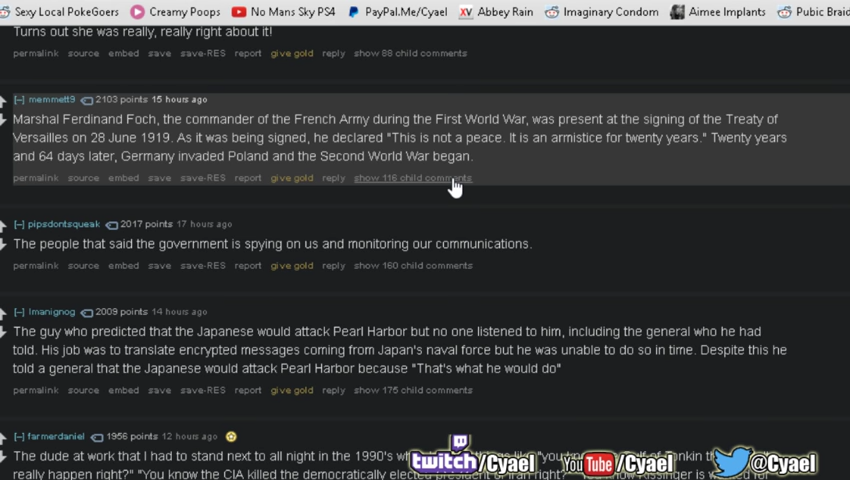 Sexy Local PokeGoers Creamy Poops No Mans Sky PS4 PayPal.Me/Cyael XV Abbey Rain Imaginary Condom Aimee Implants Pubic Braid
Turns out she was really, really right about it!
permalink source embed save save-RES report give gold reply show 88 child comments
[-] memmett9 2103 points 15 hours ago
Marshal Ferdinand Foch, the commander of the French Army during the First World War, was present at the signing of the Treaty of
Versailles on 28 June 1919. As it was being signed, he declared "This is not a peace. It is an armistice for twenty years." Twenty years
and 64 days later, Germany invaded Poland and the Second World War began.
permalink source embed save save-RES report give gold reply show 116 child comments
[-] pipsdontsqueak 2017 points 17 hours ago
The people that said the government is spying on us and monitoring our communications.
permalink source embed save save-RES report give gold reply show 160 child comments
[-] lmanignog 2009 points 14 hours ago
The guy who predicted that the Japanese would attack Pearl Harbor but no one listened to him, including the general who he had
told. His job was to translate encrypted messages coming from Japan's naval force but he was unable to do so in time. Despite this he
told a general that the Japanese would attack Pearl Harbor because "That's what he would do"
permalink source embed save save-RES report give gold reply show 175 child comments
[-] farmerdaniel 1956 points 12 hours ago
The dude at work that I had to stand next to all night in the 1990's
really happen right?" "You know the CIA killed the democratically
twitch/Cyael YouTube/Cyael @Cyael